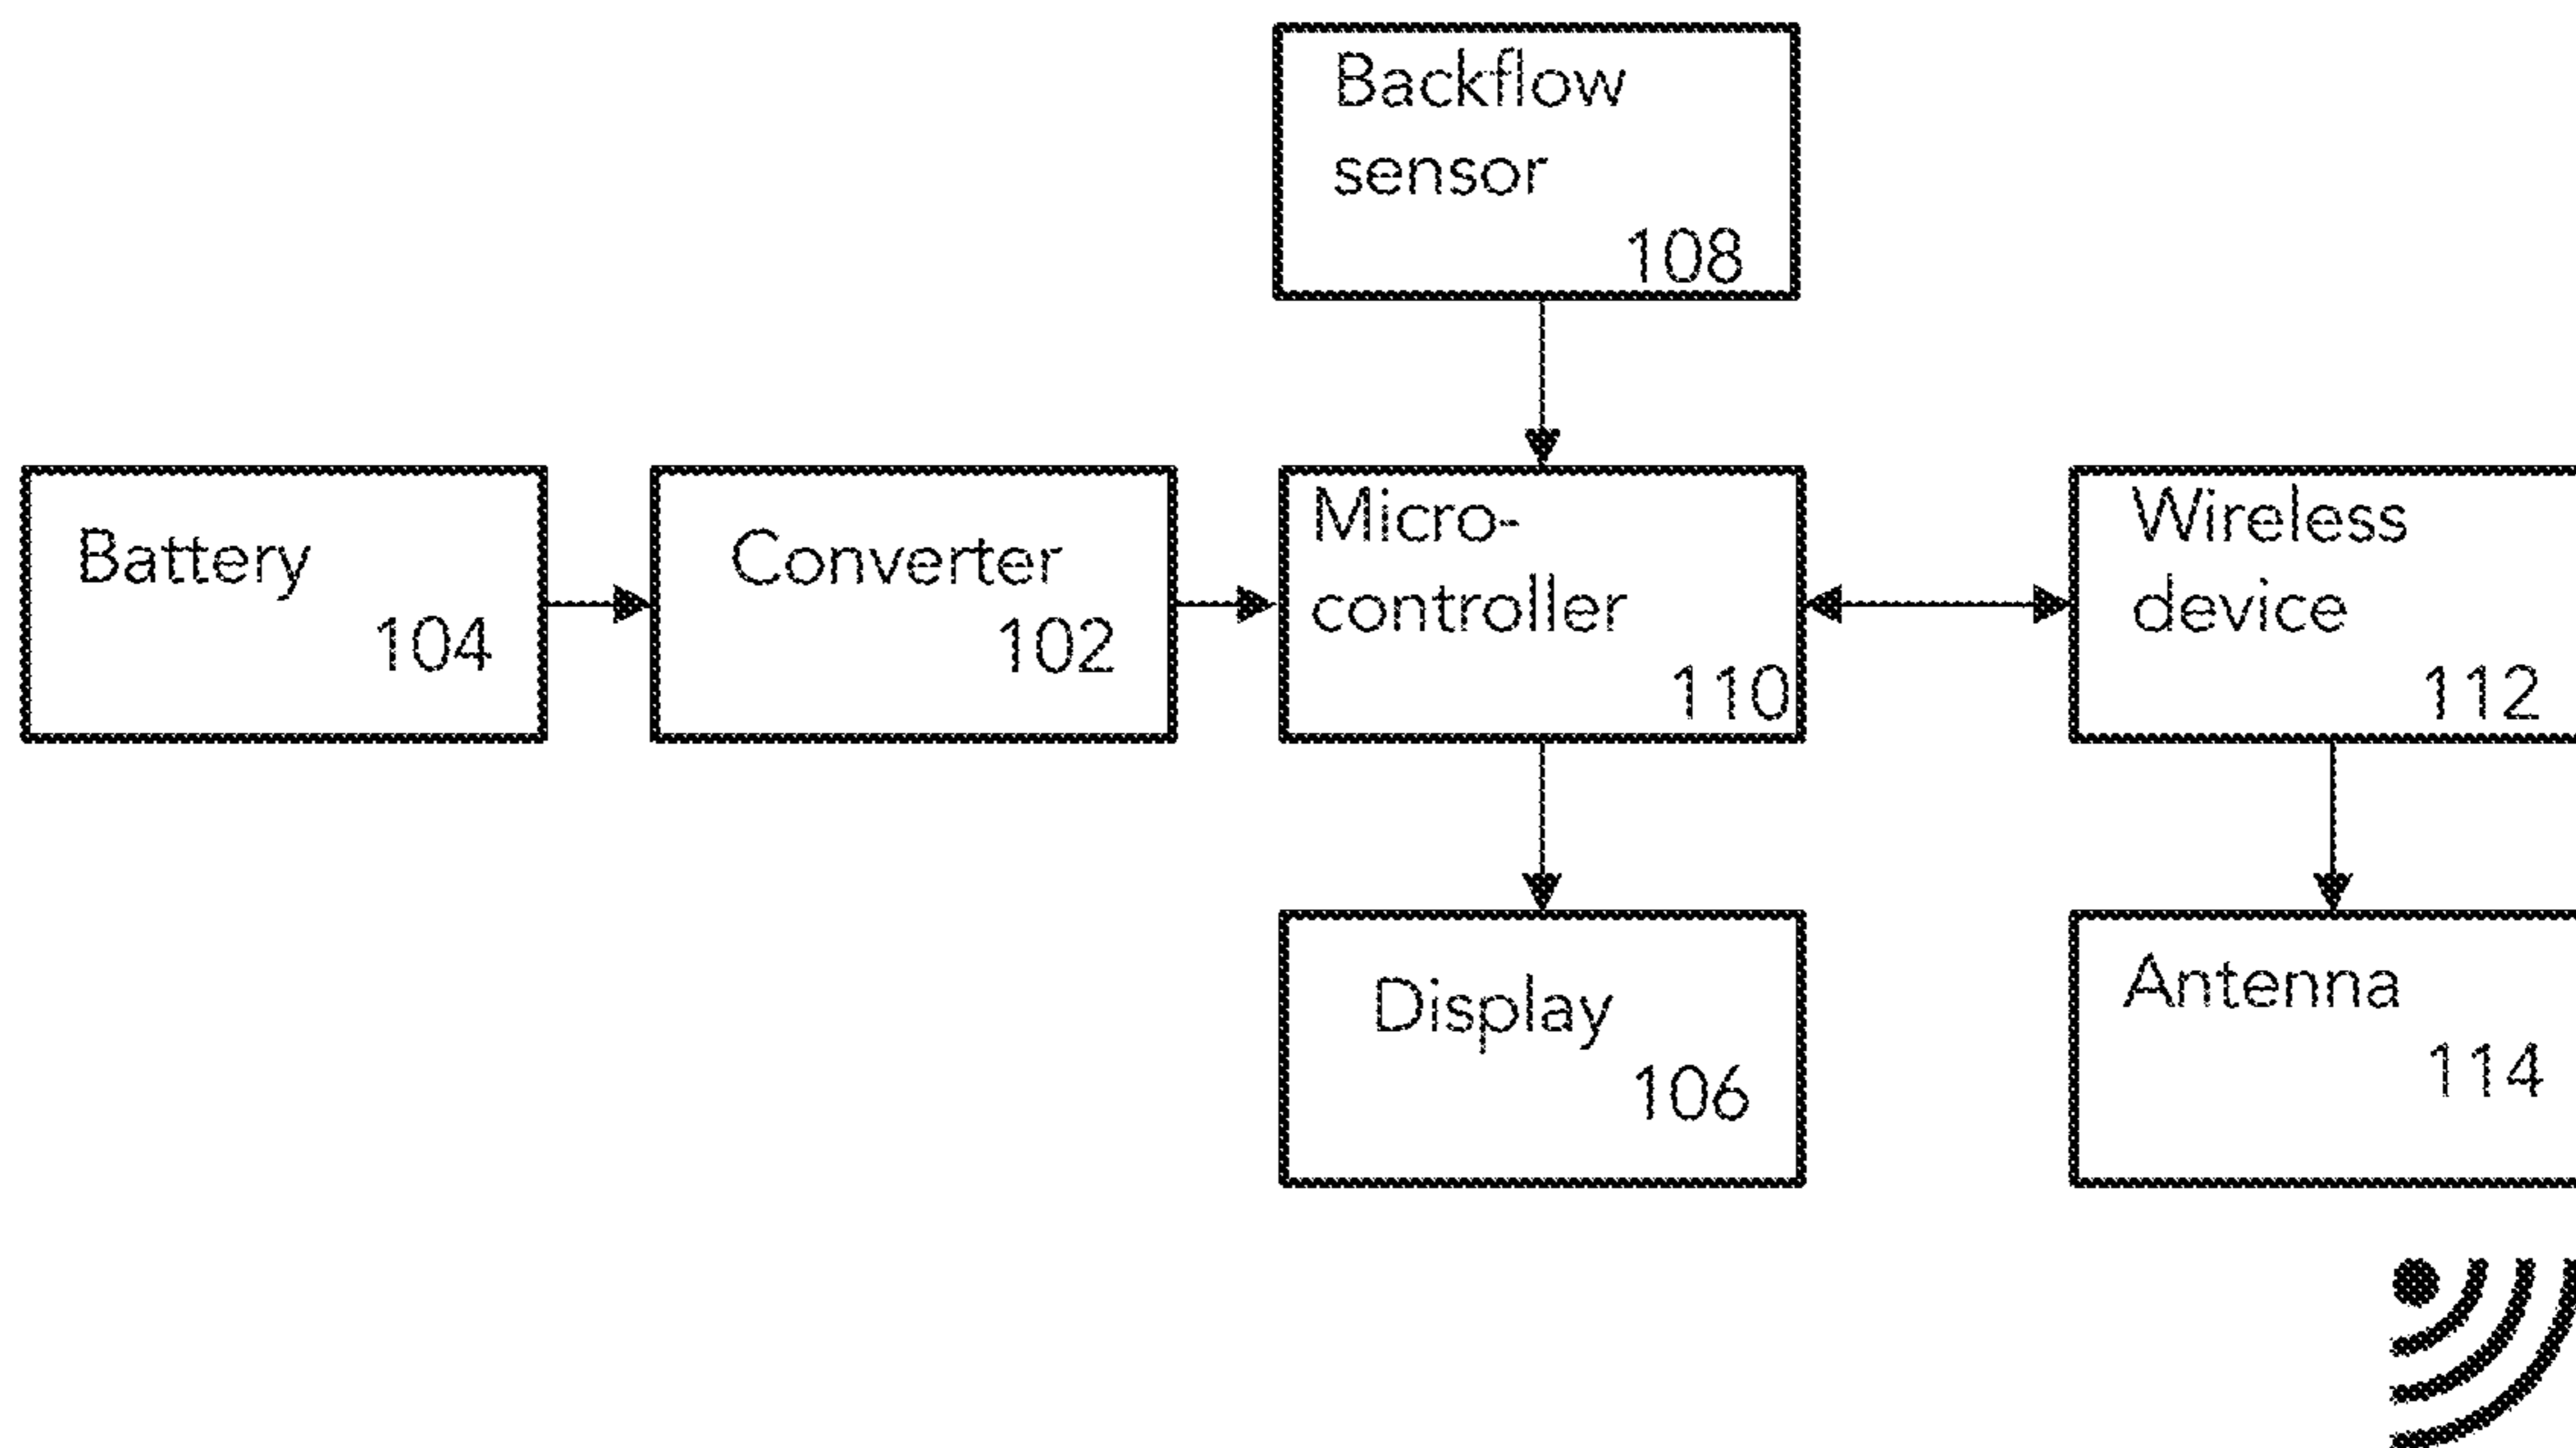 Backflow
sensor
108
Battery
104
Converter
102
Micro-
controller
110
Wireless
device
112
Display
106
Antenna
114